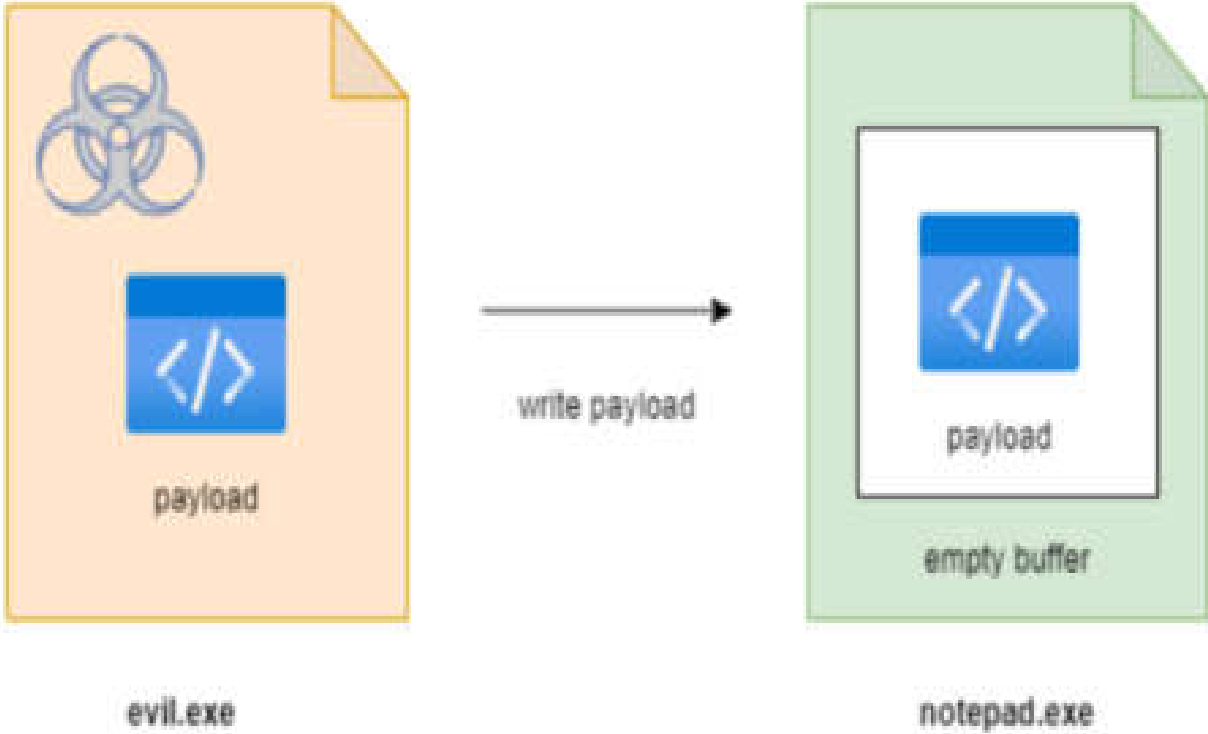 payload
write payload
payload
empty buffer
evil.exe
notepad.exe